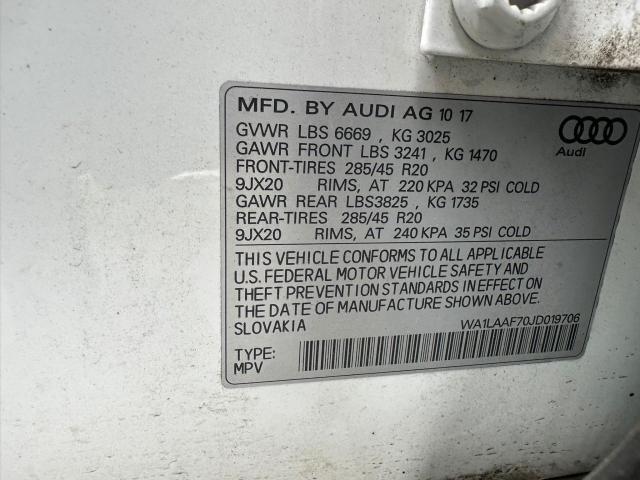 MFD. BY AUDI AG 10 17
GVWR LBS 6669 , KG 3025
GAWR FRONT LBS 3241 , KG 1470
FRONT-TIRES 285/45 R20
9JX20 RIMS, AT 220 KPA 32 PSI COLD
GAWR REAR LBS3825 , KG 1735
REAR-TIRES 285/45 R20
9JX20 RIMS, AT 240 KPA 35 PSI COLD
Audi
THIS VEHICLE CONFORMS TO ALL APPLICABLE
U.S. FEDERAL MOTOR VEHICLE SAFETY AND
THEFT PREVENTION STANDARDS IN EFFECT ON
THE DATE OF MANUFACTURE SHOWN ABOVE.
SLOVAKIA WA1LAAF70JD019706
TYPE:
MPV